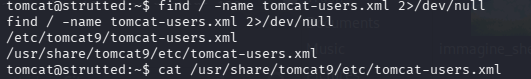 tomcat@strutted:~$ find / -name tomcat-users.xml 2>/dev/null
find / -name tomcat-users.xml 2>/dev/null
/etc/tomcat9/tomcat-users.xml
/usr/share/tomcat9/etc/tomcat-users.xml
tomcat@strutted:~$ cat /usr/share/tomcat9/etc/tomcat-users.xml